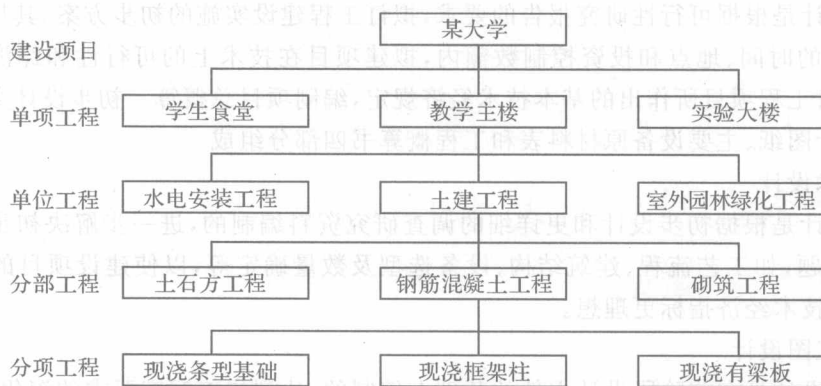 建设项目 某大学
单项工程 学生食堂 教学主楼 实验大楼
单位工程 水电安装工程 土建工程 室外园林绿化工程
分部工程 土石方工程 钢筋混凝土工程 砌筑工程
分项工程 现浇条型基础 现浇框架柱 现浇有梁板